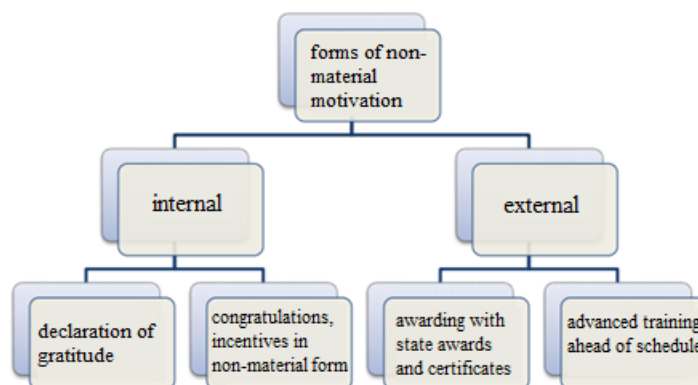 forms of non-
material
motivation
internal
external
declaration of
gratitude
congratulations,
incentives in
non-material form
awarding with
state awards
and certificates
advanced training
ahead of schedule